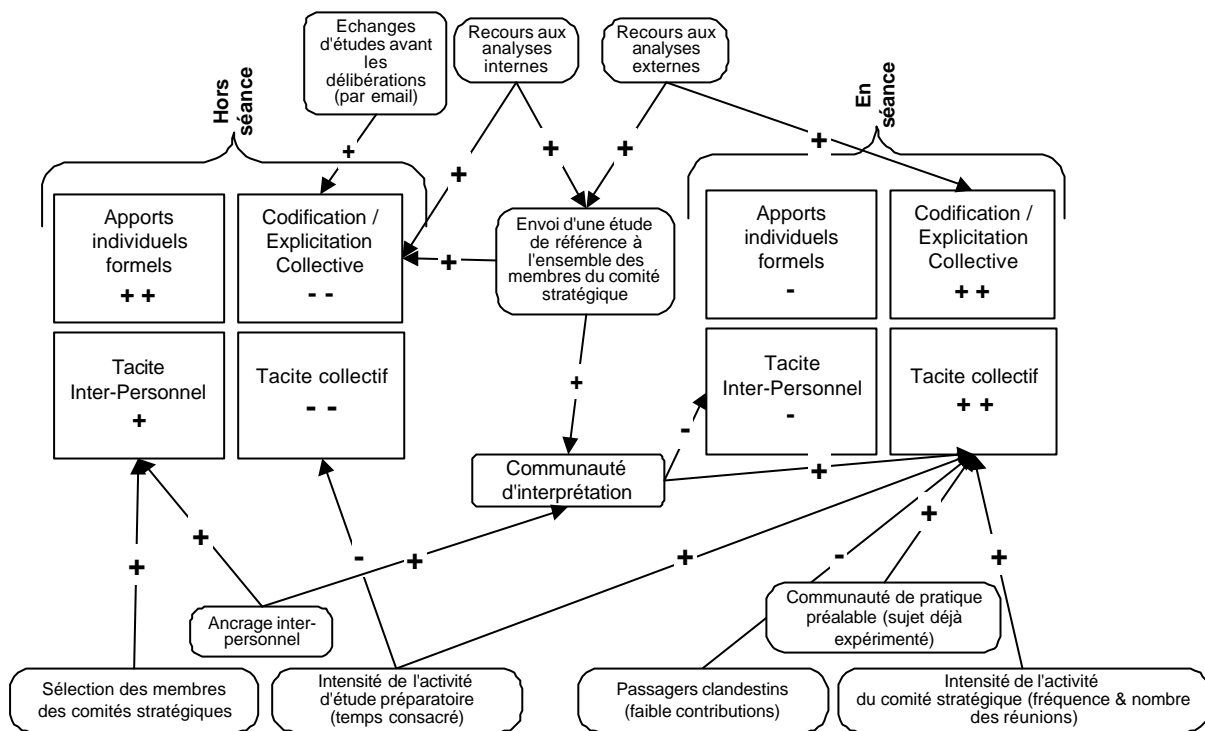 Echanges
d'études avant
les
délibérations
(par email)
Recours aux
analyses
internes
Recours aux
analyses
externes
Hors
séance
En
séance
+
+
+
+
+
Apports
individuels
formels
+ +
Codification /
Explicitation
Collective
- -
Envoi d'une étude
de référence à
l'ensemble des
membres du comité
stratégique
+
Apports
individuels
formels
-
Codification /
Explicitation
Collective
+ +
Tacite
Inter-Personnel
+
Tacite collectif
- -
+
Tacite
Inter-Personnel
-
Tacite collectif
+ +
-
Communauté
d'interprétation
+
+
+
-
+
+
-
+
+
Ancrage inter-
personnel
Communauté de pratique
préalable (sujet déjà
expérimenté)
Sélection des membres
des comités stratégiques
Intensité de l'activité
d'étude préparatoire
(temps consacré)
Passagers clandestins
(faible contributions)
Intensité de l'activité
du comité stratégique (fréquence & nombre
des réunions)